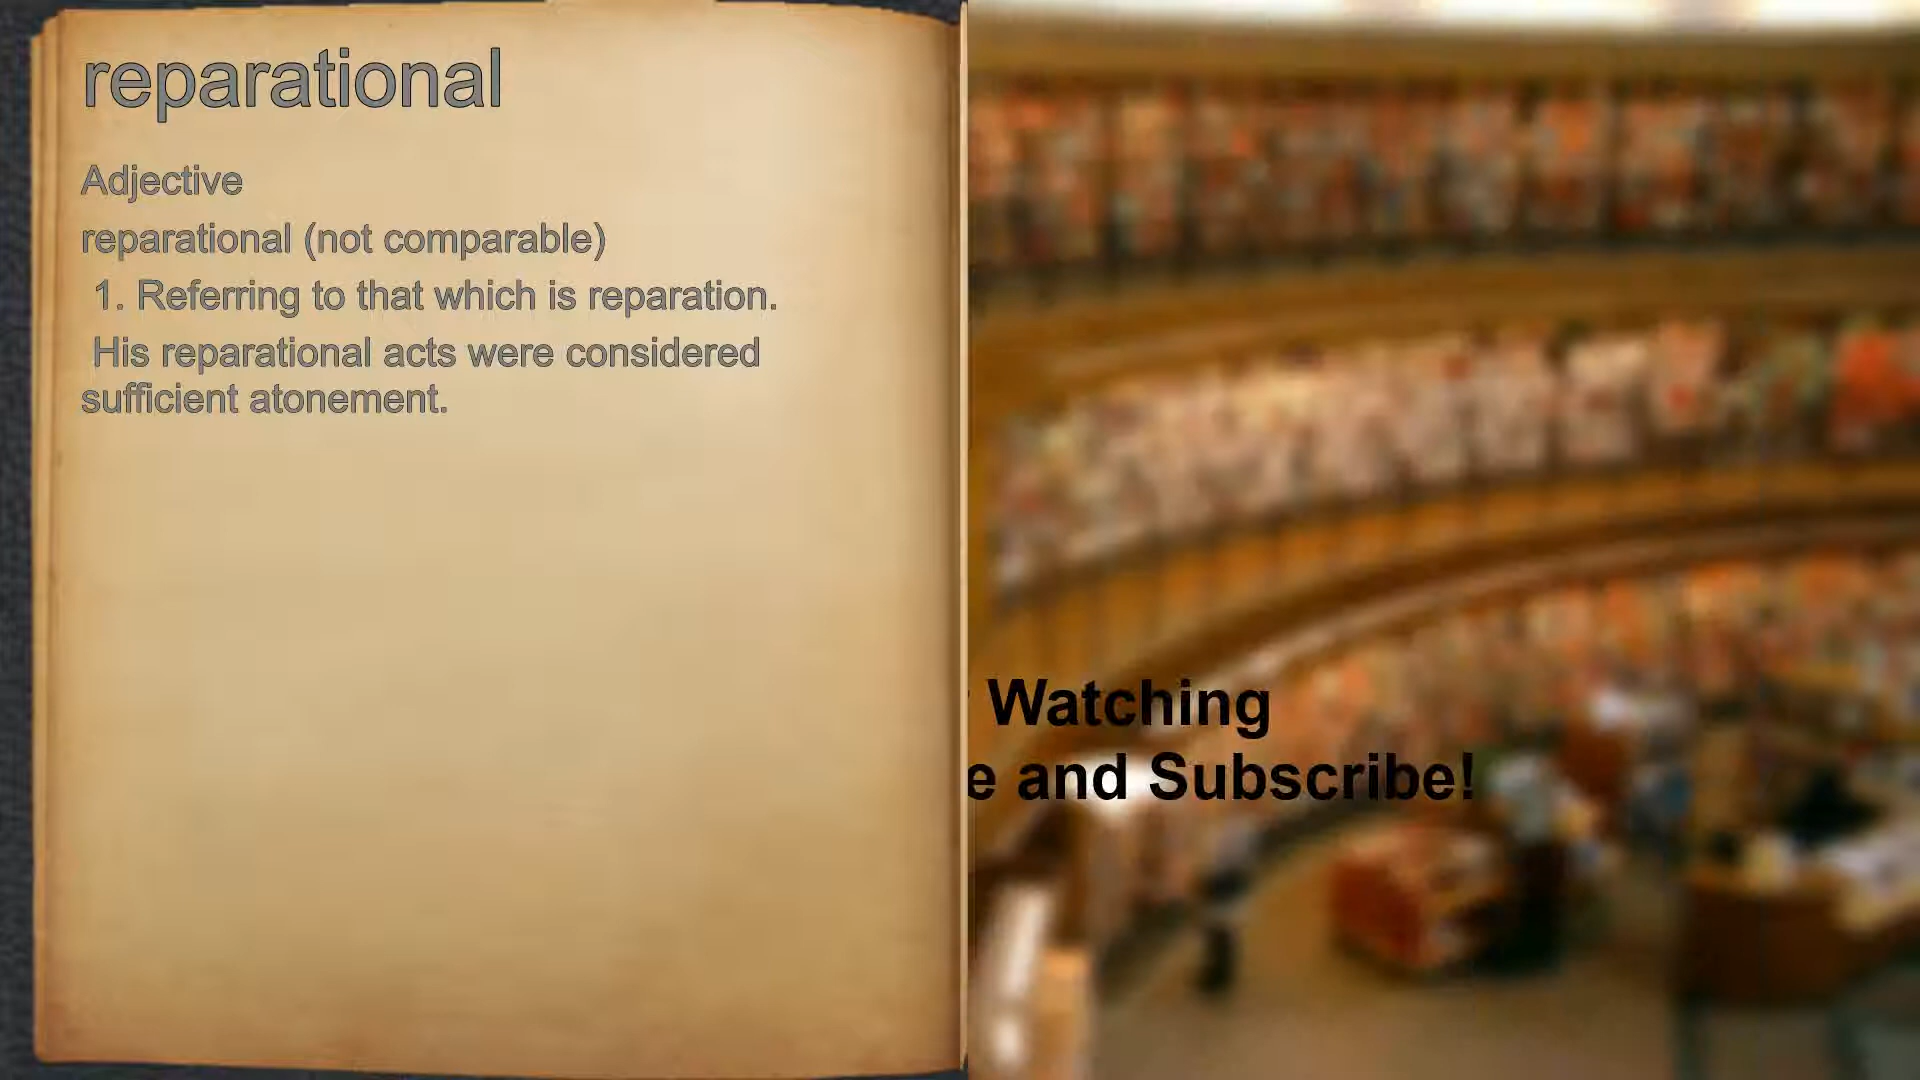 reparational
Adjective
reparational (not comparable)
1. Referring to that which is reparation.
His reparational acts were considered
sufficient atonement.
Watching
and Subscribe!